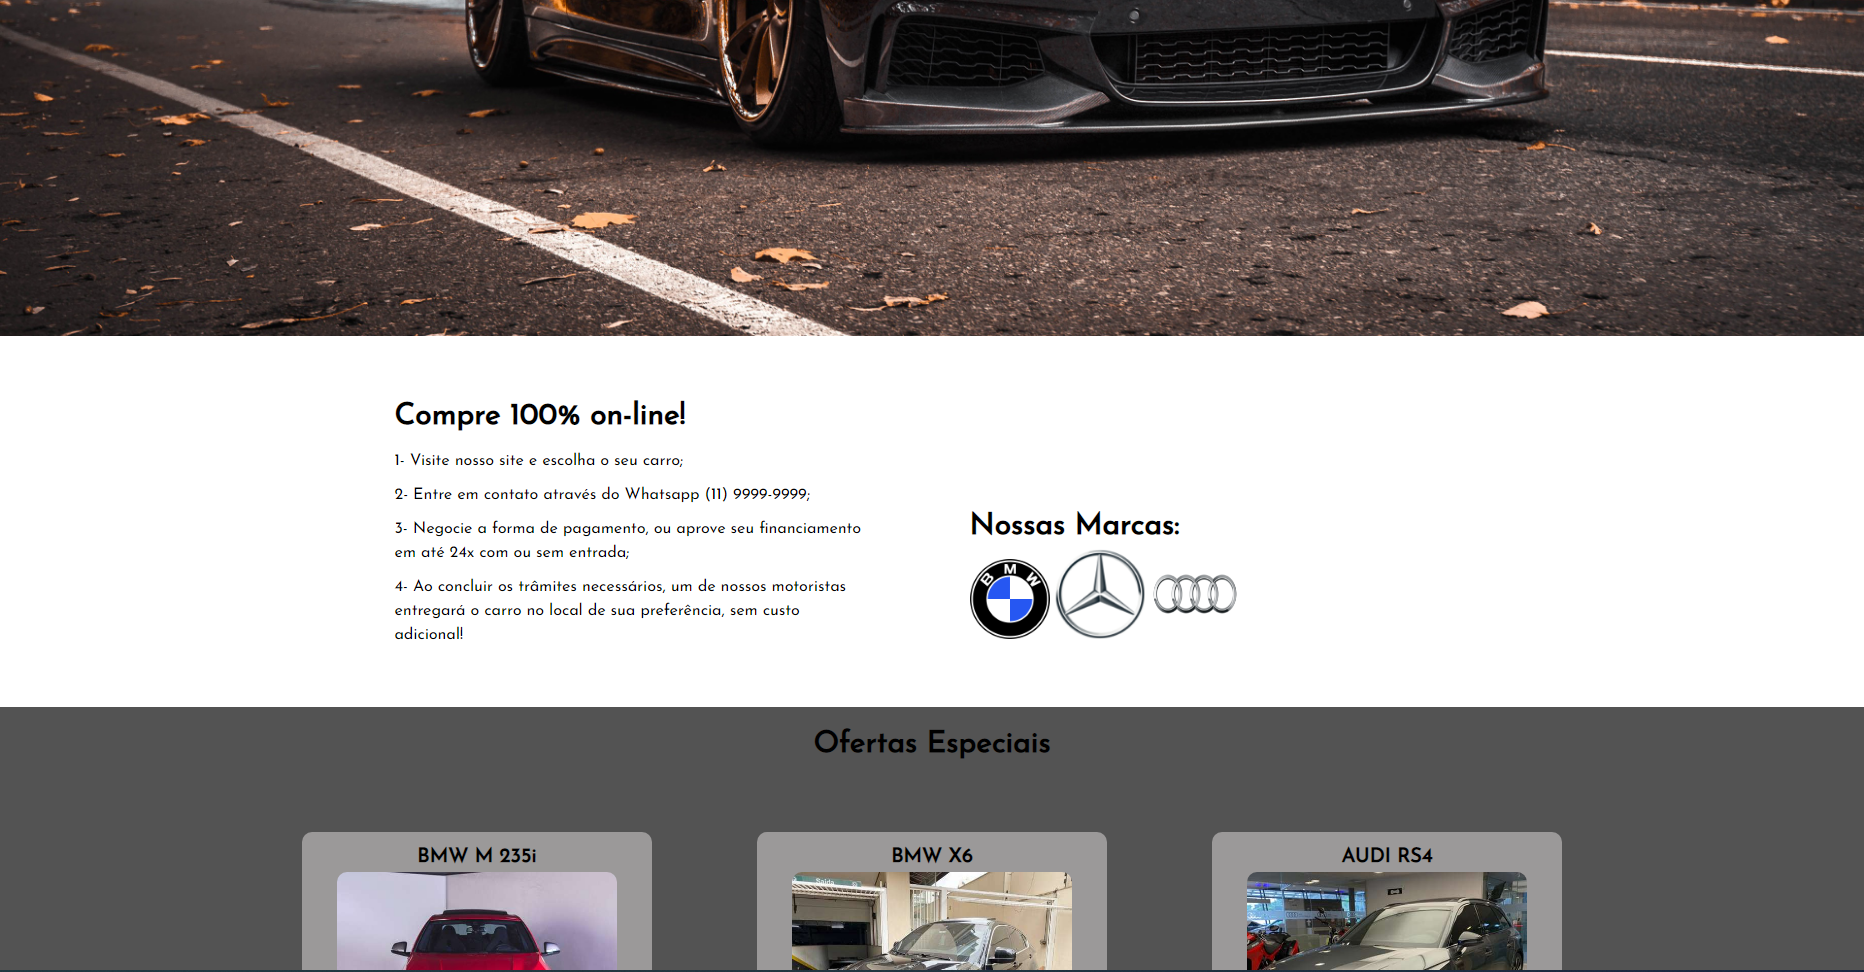 Compre 100% on-line!
1- Visite nosso site e escolha o seu carro;
2- Entre em contato através do Whatsapp (11) 9999-9999;
3- Negocie a forma de pagamento, ou aprove seu financiamento
em até 24x com ou sem entrada;
4- Ao concluir os trâmites necessários, um de nossos motoristas
entregará o carro no local de sua preferência, sem custo
adicional!
Nossas Marcas:
BMW
Ofertas Especiais
BMW M 235i
BMW X6
AUDI RS4
Saída